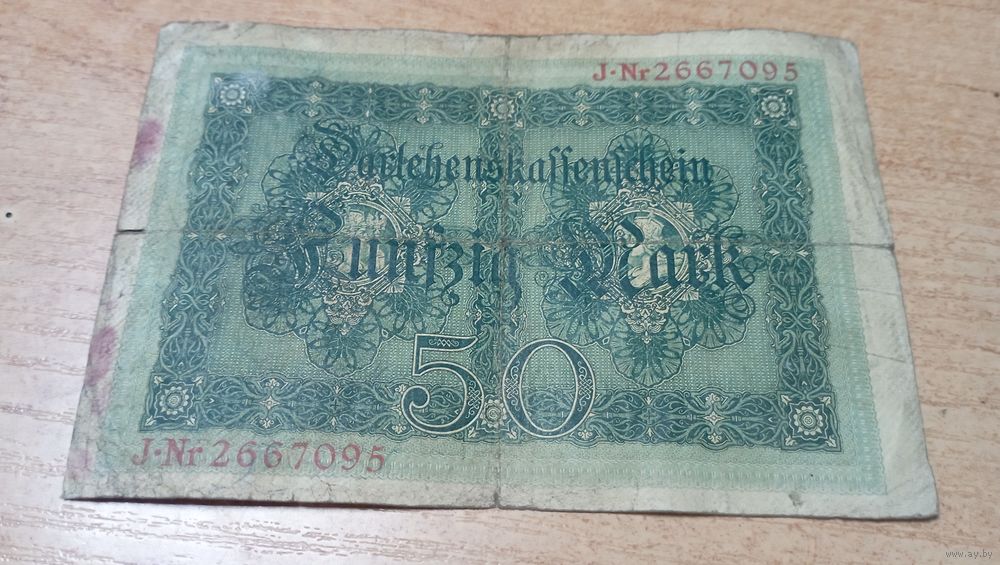 J·Nr 2667095
Darlehenskassenschein
Fünfzig Mark
50
J·Nr 2667095
www.ay.by